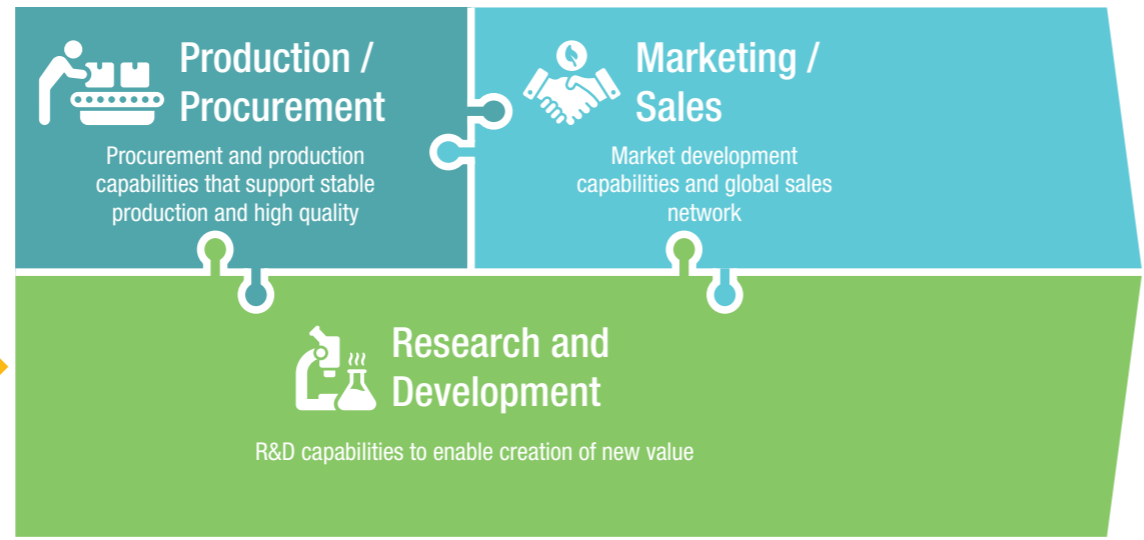 Production /
Procurement
Procurement and production
capabilities that support stable
production and high quality
Marketing /
Sales
Market development
capabilities and global sales
network
Research and
Development
R&D capabilities to enable creation of new value